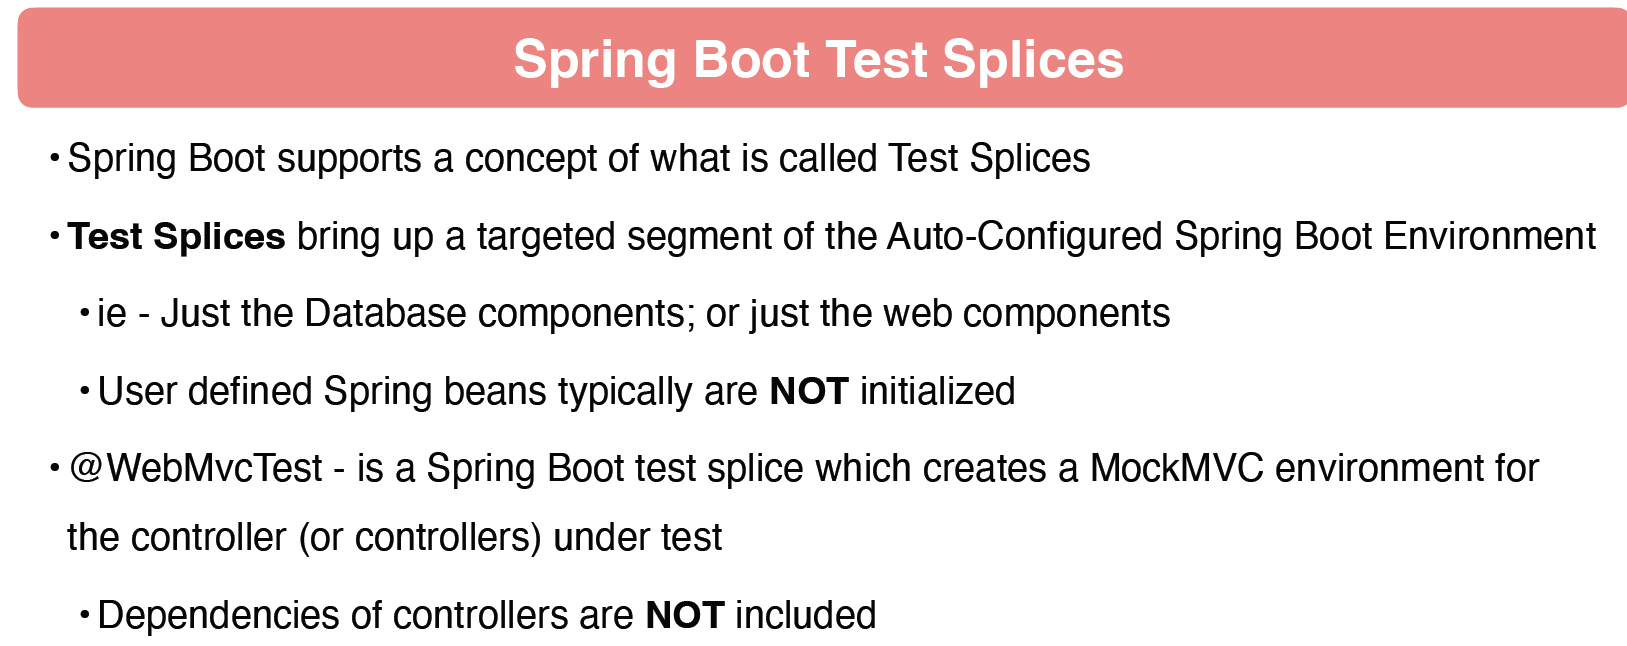 Spring Boot Test Splices
• Spring Boot supports a concept of what is called Test Splices
• Test Splices bring up a targeted segment of the Auto-Configured Spring Boot Environment
• ie - Just the Database components; or just the web components
• User defined Spring beans typically are NOT initialized
• @WebMvcTest - is a Spring Boot test splice which creates a MockMVC environment for
the controller (or controllers) under test
• Dependencies of controllers are NOT included